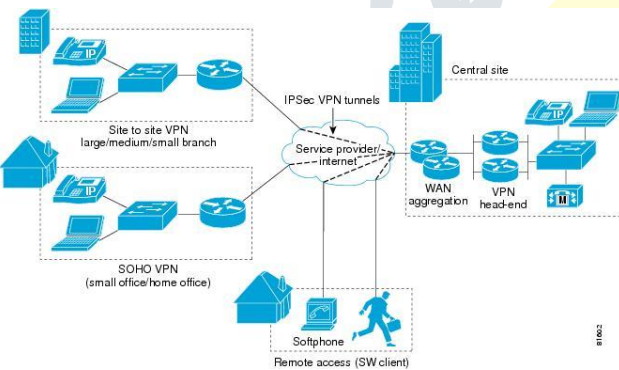 IP
Site to site VPN
large/medium/small branch
IP
SOHO VPN
(small office/home office)
IPSec VPN tunnels
Service provider/
internet
Softphone
Remote access (SW client)
Central site
WAN
aggregation
VPN
head-end
IP
M
81602